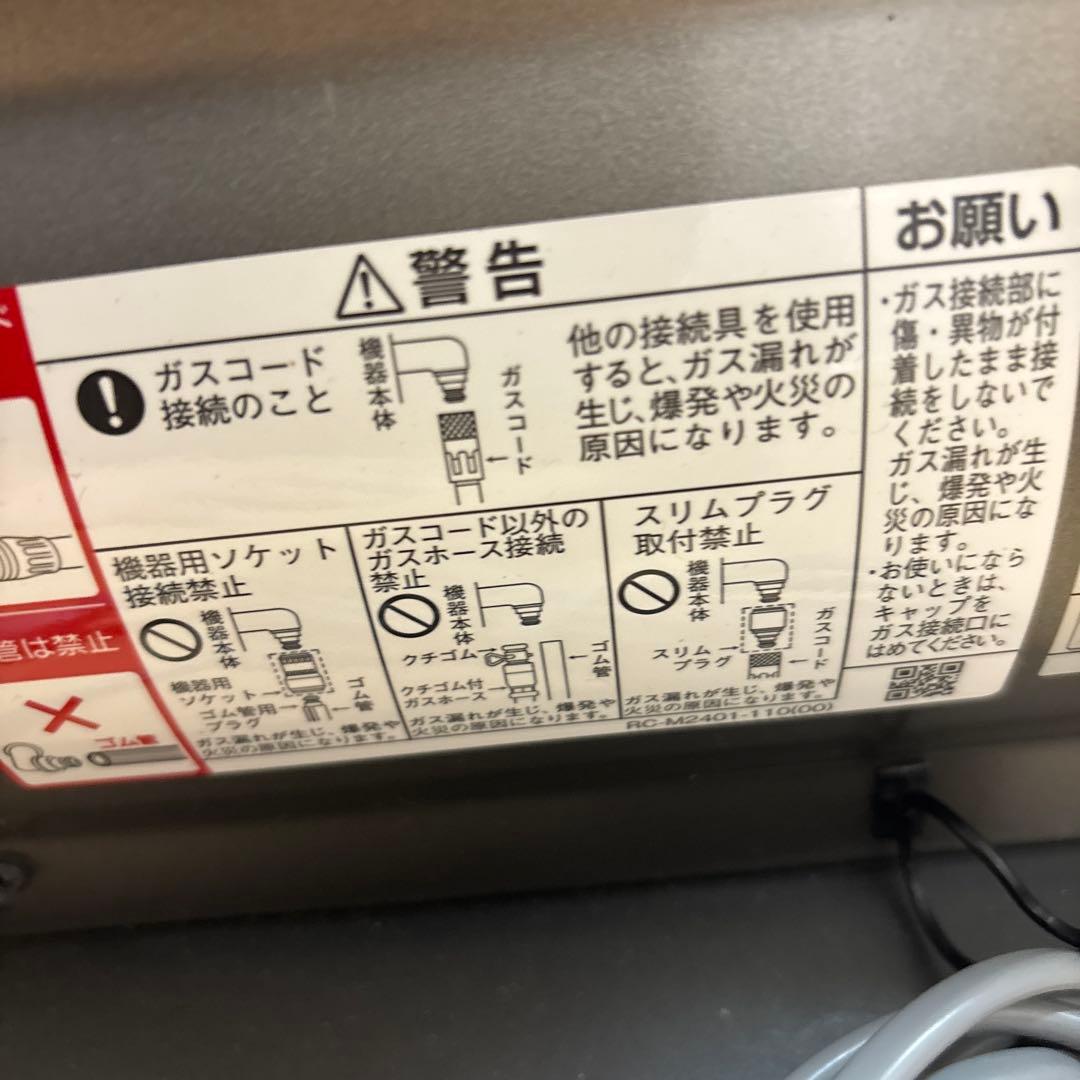 警告
ガスコード
接続のこと
機器本体
ガスコード
他の接続具を使用
すると、ガス漏れが
生じ、爆発や火災の
原因になります。
機器用ソケット
接続禁止
機器本体
機器用
ソケット
ゴム管用
プラグ
ゴム管
ガス漏れが生じ、爆発や
火災の原因になります。
ガスコード以外の
ガスホース接続
禁止
機器本体
クチゴム
クチゴム付
ガスホース
ゴム管
ガス漏れが生じ、爆発や
火災の原因になります。
スリムプラグ
取付禁止
機器本体
スリム
プラグ
ガスコード
ガス漏れが生じ、爆発や
火災の原因になります。
RC-M2401-110(00)
お願い
・ガス接続部に
傷・異物が付
着したまま接
続をしないで
ください。
ガス漏れが生
じ、爆発や火
災の原因にな
ります。
・お使いになら
ないときは、
キャップを
ガス接続口に
はめてください。
管は禁止
ゴム管